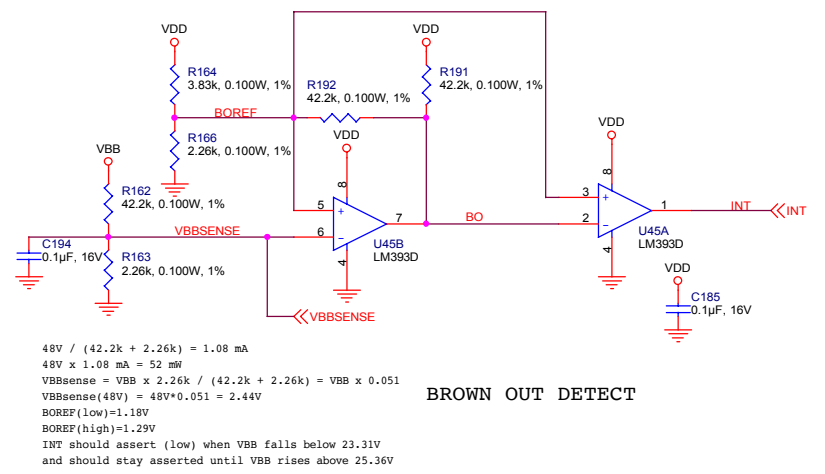 VDD
VDD
R164
3.83k, 0.100W, 1%
R192
42.2k, 0.100W, 1%
R191
42.2k, 0.100W, 1%
BOREF
VDD
VDD
R166
2.26k, 0.100W, 1%
VBB
R162
42.2k, 0.100W, 1%
8
8
5
+
7
6
-
4
BO
3
+
1
2
-
4
INT
INT
VBBSENSE
U45B
LM393D
U45A
LM393D
C194
0.1µF, 16V
R163
2.26k, 0.100W, 1%
VDD
C185
0.1µF, 16V
VBBSENSE
48V / (42.2k + 2.26k) = 1.08 mA
48V x 1.08 mA = 52 mW
VBBsense = VBB x 2.26k / (42.2k + 2.26k) = VBB x 0.051
VBBsense(48V) = 48V*0.051 = 2.44V
BROWN OUT DETECT
BOREF(low)=1.18V
BOREF(high)=1.29V
INT should assert (low) when VBB falls below 23.31V
and should stay asserted until VBB rises above 25.36V